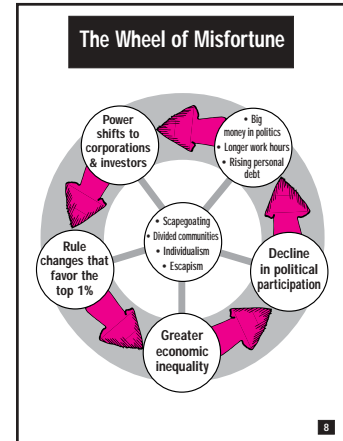 The Wheel of Misfortune
Power
shifts to
corporations
& investors
• Big
money in politics
• Longer work hours
• Rising personal
debt
• Scapegoating
• Divided communities
• Individualism
• Escapism
Rule
changes that
favor the
top 1%
Decline
in political
participation
Greater
economic
inequality
8